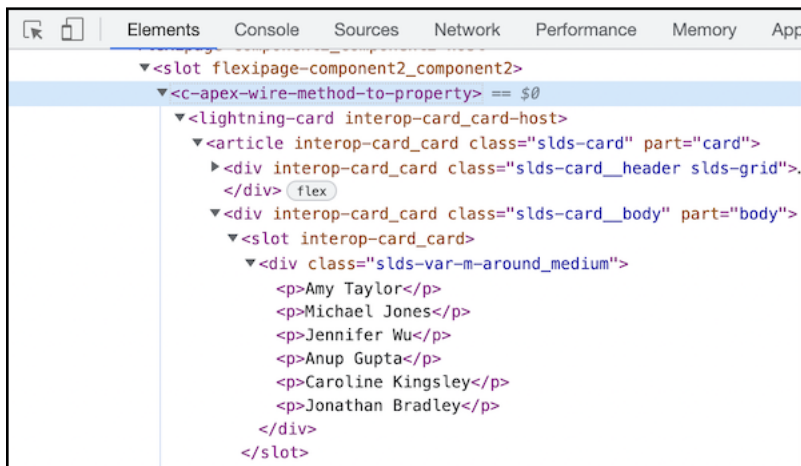 Elements Console Sources Network Performance Memory App
▼<slot flexipage-component2_component2>
▼<c-apex-wire-method-to-property> == $0
▼<lightning-card interop-card_card-host>
▼<article interop-card_card class="slds-card" part="card">
▶<div interop-card_card class="slds-card__header slds-grid">.
</div> flex
▼<div interop-card_card class="slds-card__body" part="body">
▼<slot interop-card_card>
▼<div class="slds-var-m-around_medium">
<p>Amy Taylor</p>
<p>Michael Jones</p>
<p>Jennifer Wu</p>
<p>Anup Gupta</p>
<p>Caroline Kingsley</p>
<p>Jonathan Bradley</p>
</div>
</slot>